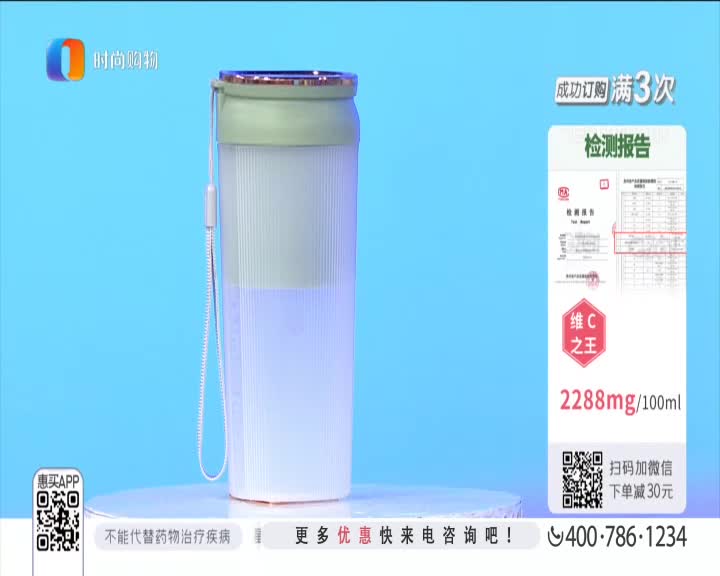 时尚购物
成功订购满3次
检测报告
MA
检测报告
Test Report
维C
之王
2288mg/100ml
扫码加微信
下单减30元
惠买APP
不能代替药物治疗疾病
更多优惠快来电咨询吧!
400·786·1234